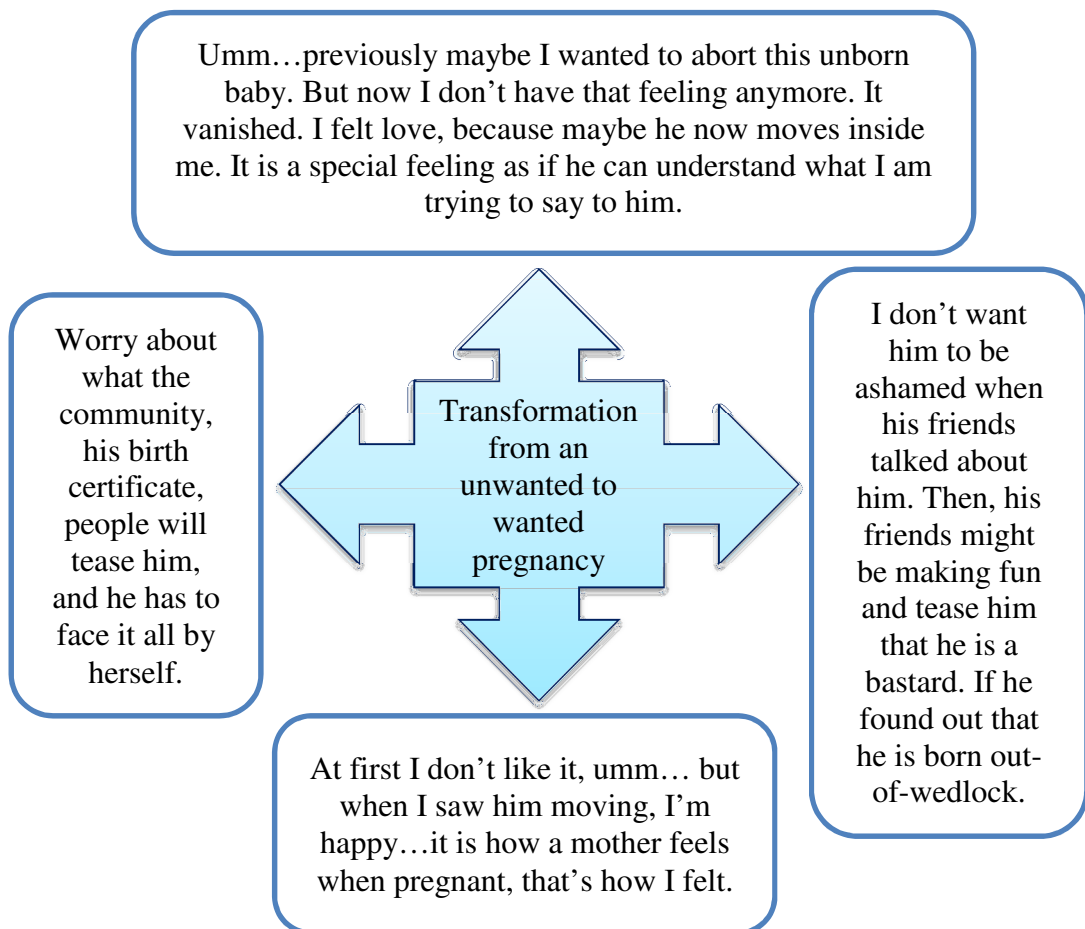 Umm…previously maybe I wanted to abort this unborn
baby. But now I don’t have that feeling anymore. It
vanished. I felt love, because maybe he now moves inside
me. It is a special feeling as if he can understand what I am
trying to say to him.
Worry about
what the
community,
his birth
certificate,
people will
tease him,
and he has to
face it all by
herself.
Transformation
from an
unwanted to
wanted
pregnancy
I don’t want
him to be
ashamed when
his friends
talked about
him. Then, his
friends might
be making fun
and tease him
that he is a
bastard. If he
found out that
he is born out-
of-wedlock.
At first I don’t like it, umm… but
when I saw him moving, I’m
happy…it is how a mother feels
when pregnant, that’s how I felt.